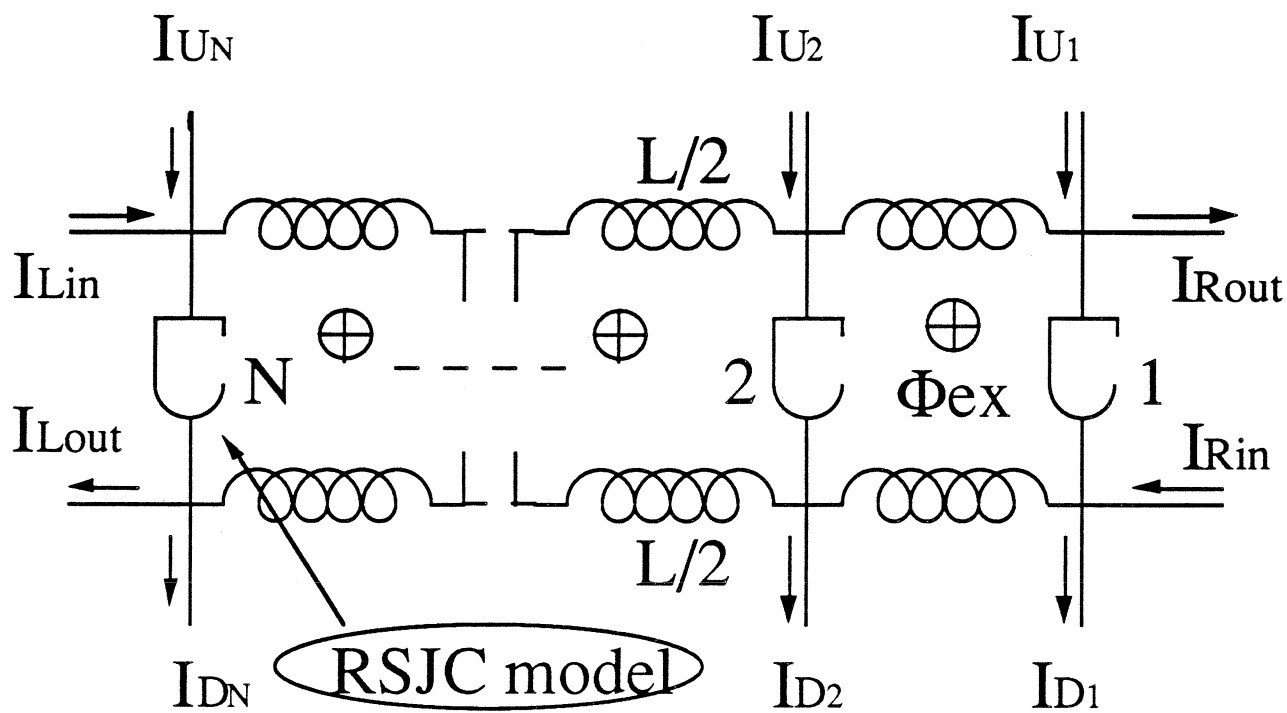 IUN IU2 IU1
L/2
ILin IRout
N 2 Φex 1
ILout IRin
L/2
IDN RSJC model ID2 ID1